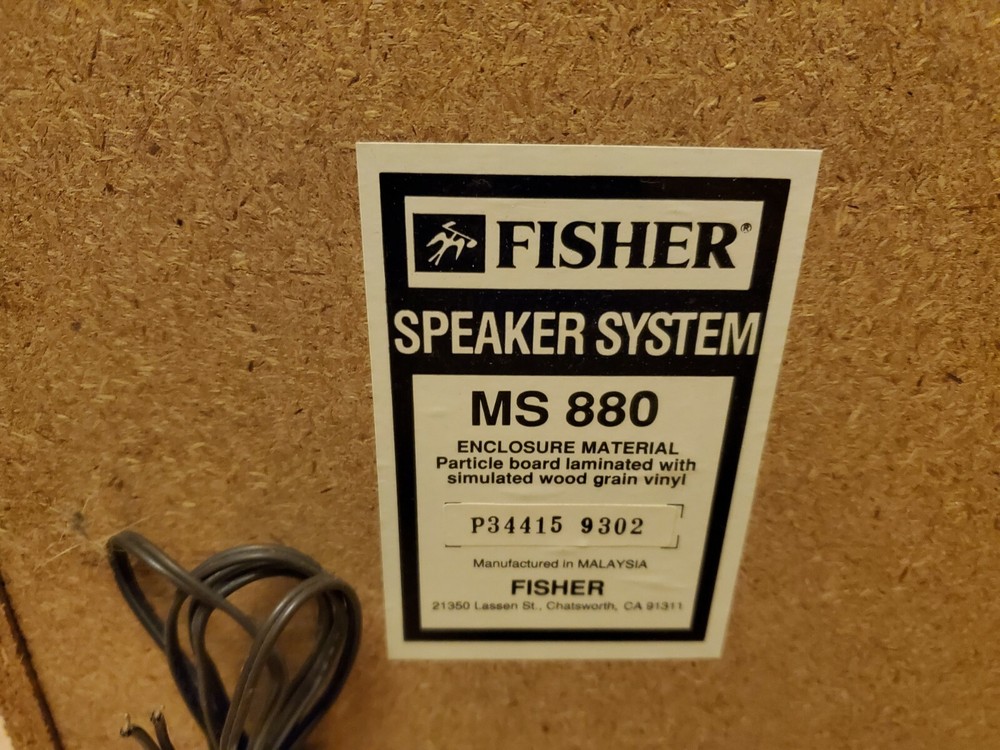 FISHER®
SPEAKER SYSTEM
MS 880
ENCLOSURE MATERIAL
Particle board laminated with
simulated wood grain vinyl
P34415 9302
Manufactured in MALAYSIA
FISHER
21350 Lassen St., Chatsworth, CA 91311